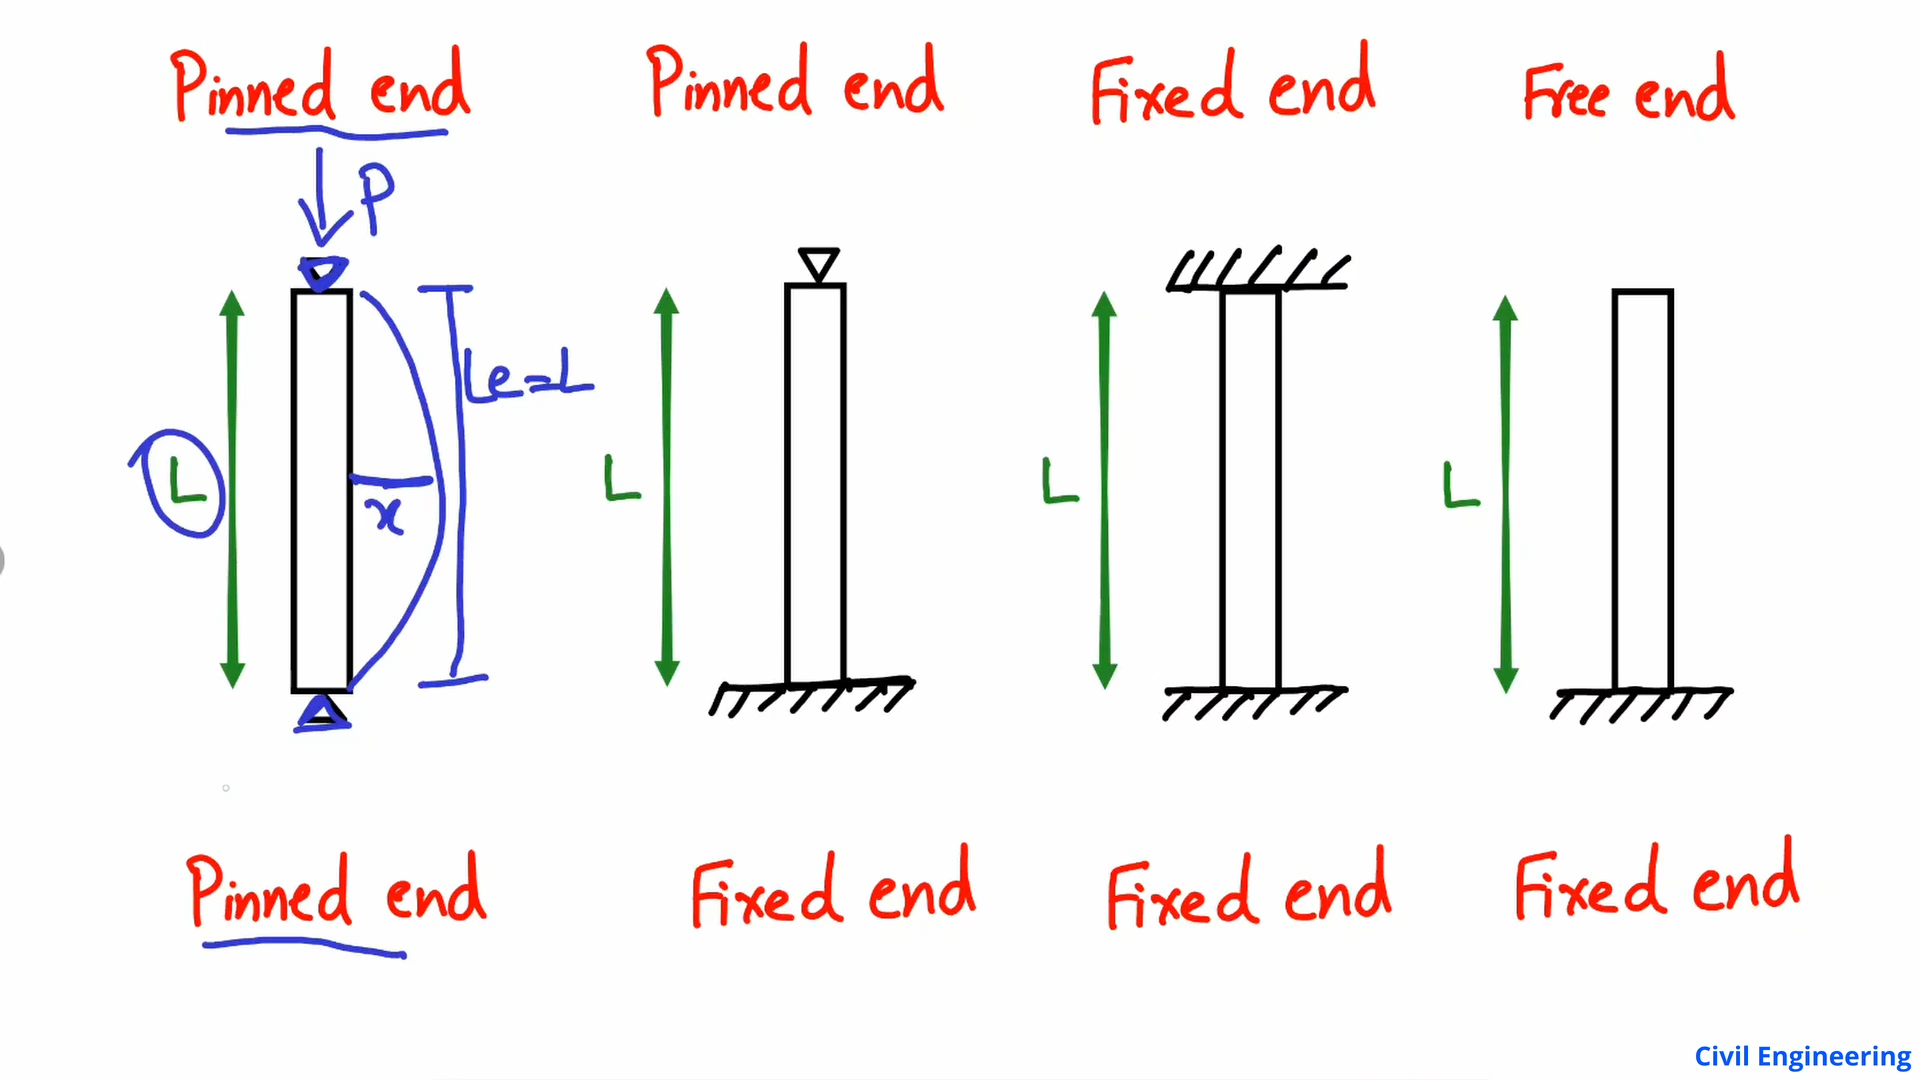 Pinned end
Pinned end
Fixed end
Free end
P
Le=L
L
x
L
L
L
Pinned end
Fixed end
Fixed end
Fixed end
Civil Engineering